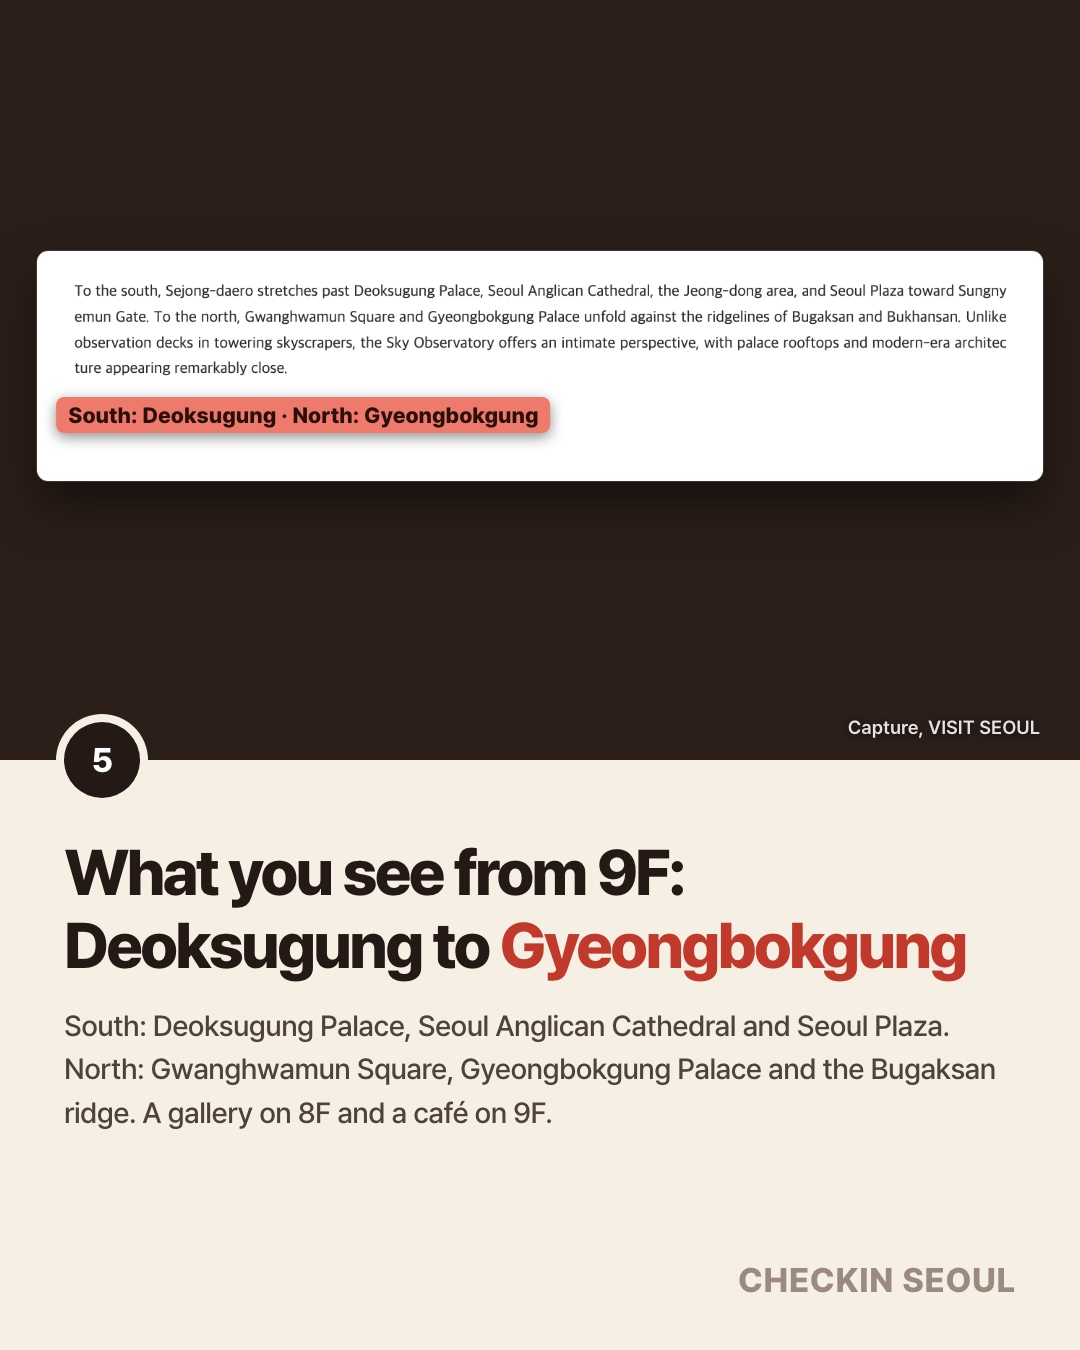 To the south, Sejong-daero stretches past Deoksugung Palace, Seoul Anglican Cathedral, the Jeong-dong area, and Seoul Plaza toward Sungny
emun Gate. To the north, Gwanghwamun Square and Gyeongbokgung Palace unfold against the ridgelines of Bugaksan and Bukhansan. Unlike
observation decks in towering skyscrapers, the Sky Observatory offers an intimate perspective, with palace rooftops and modern-era architec
ture appearing remarkably close.
South: Deoksugung · North: Gyeongbokgung
Capture, VISIT SEOUL
5
What you see from 9F:
Deoksugung to Gyeongbokgung
South: Deoksugung Palace, Seoul Anglican Cathedral and Seoul Plaza.
North: Gwanghwamun Square, Gyeongbokgung Palace and the Bugaksan
ridge. A gallery on 8F and a café on 9F.
CHECKIN SEOUL